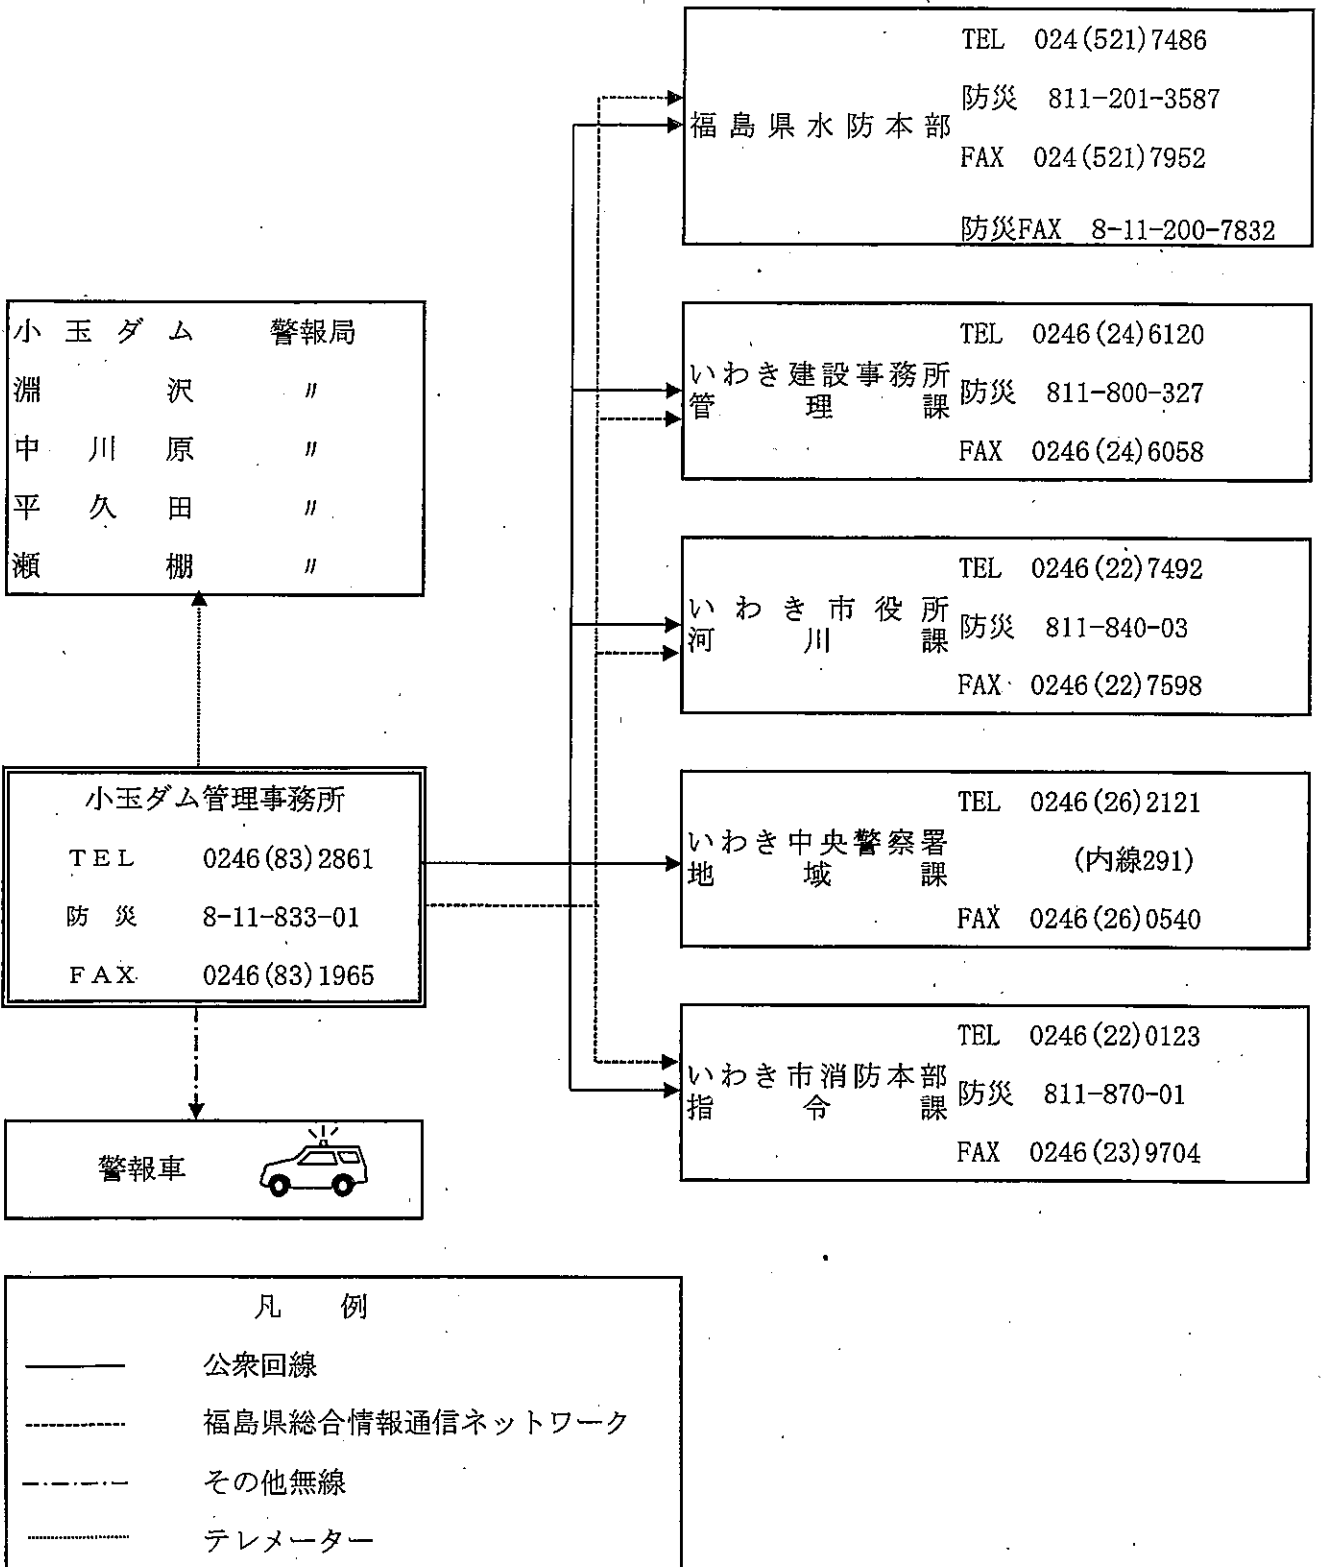 福島県水防本部
TEL 024(521)7486
防災 811-201-3587
FAX 024(521)7952
防災FAX 8-11-200-7832
小玉ダム 警報局
淵沢 〃
中川原 〃
平久田 〃
瀬棚 〃
いわき建設事務所
管理課
TEL 0246(24)6120
防災 811-800-327
FAX 0246(24)6058
いわき市役所
河川課
TEL 0246(22)7492
防災 811-840-03
FAX 0246(22)7598
小玉ダム管理事務所
TEL 0246(83)2861
防災 8-11-833-01
FAX 0246(83)1965
いわき中央警察署
地域課
TEL 0246(26)2121
(内線291)
FAX 0246(26)0540
いわき市消防本部
指令課
TEL 0246(22)0123
防災 811-870-01
FAX 0246(23)9704
警報車
凡例
公衆回線
福島県総合情報通信ネットワーク
その他無線
テレメーター